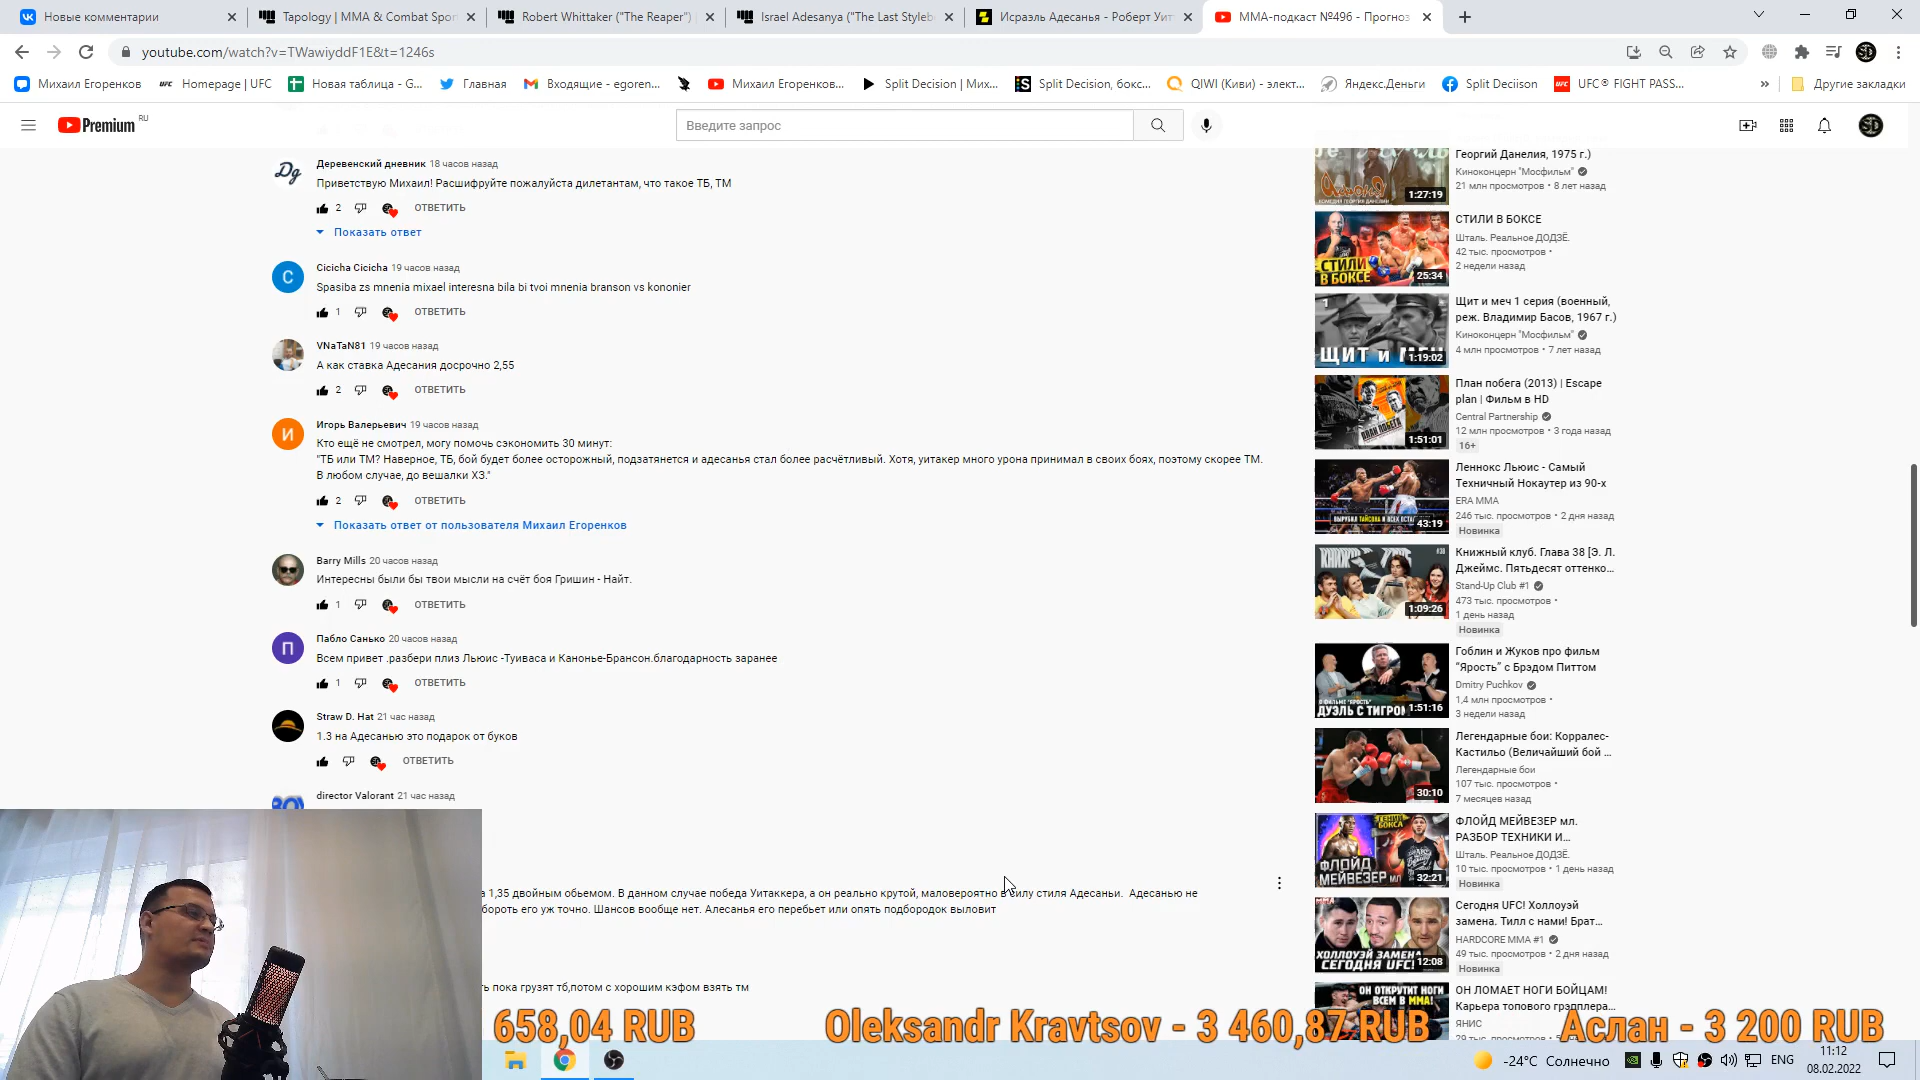 Новые комментарии
Tapology | MMA & Combat Spor
Robert Whittaker ("The Reaper") |
Israel Adesanya ("The Last Styleb
Исраэль Адесанья - Роберт Уит
MMA-подкаст №496 - Прогноз
youtube.com/watch?v=TWawiyddF1E&t=1246s
Михаил Егоренков
Homepage | UFC
Новая таблица - G...
Главная
Входящие - egoren...
Михаил Егоренков...
Split Decision | Мих...
Split Decision, бокс...
QIWI (Киви) - элект...
Яндекс.Деньги
Split Deciison
UFC® FIGHT PASS...
Другие закладки
Premium RU
Введите запрос
Деревенский дневник 18 часов назад
Приветствую Михаил! Расшифруйте пожалуйста дилетантам, что такое ТБ, ТМ
2 ОТВЕТИТЬ
Показать ответ
Cicicha Cicicha 19 часов назад
Spasiba zs mnenia mixael interesna bila bi tvoi mnenia branson vs kononier
1 ОТВЕТИТЬ
VNaTaN81 19 часов назад
А как ставка Адесания досрочно 2,55
2 ОТВЕТИТЬ
Игорь Валерьевич 19 часов назад
Кто ещё не смотрел, могу помочь сэкономить 30 минут:
"ТБ или ТМ? Наверное, ТБ, бой будет более осторожный, подзатянется и адесанья стал более расчётливый. Хотя, уитакер много урона принимал в своих боях, поэтому скорее ТМ.
В любом случае, до вешалки ХЗ."
2 ОТВЕТИТЬ
Показать ответ от пользователя Михаил Егоренков
Barry Mills 20 часов назад
Интересны были бы твои мысли на счёт боя Гришин - Найт.
1 ОТВЕТИТЬ
Пабло Санько 20 часов назад
Всем привет .разбери плиз Льюис -Туиваса и Канонье-Брансон.благодарность заранее
1 ОТВЕТИТЬ
Straw D. Hat 21 час назад
1.3 на Адесанью это подарок от буков
ОТВЕТИТЬ
director Valorant 21 час назад
а 1,35 двойным обьемом. В данном случае победа Уитаккера, а он реально крутой, маловероятно в силу стиля Адесаньи. Адесанью не
бороть его уж точно. Шансов вообще нет. Алесанья его перебьет или опять подбородок выловит
ть пока грузят тб,потом с хорошим кэфом взять тм
Георгий Данелия, 1975 г.)
Киноконцерн "Мосфильм"
21 млн просмотров • 8 лет назад
1:27:19
СТИЛИ В БОКСЕ
Шталь. Реальное ДОДЗЁ.
42 тыс. просмотров •
2 недели назад
СТИЛИ
В БОКСЕ
25:34
Щит и меч 1 серия (военный,
реж. Владимир Басов, 1967 г.)
Киноконцерн "Мосфильм"
4 млн просмотров • 7 лет назад
ЩИТ и
1:19:02
План побега (2013) | Escape
plan | Фильм в HD
Central Partnership
12 млн просмотров • 3 года назад
16+
1:51:01
Леннокс Льюис - Самый
Техничный Нокаутер из 90-х
ERA MMA
246 тыс. просмотров • 2 дня назад
Новинка
43:19
Книжный клуб. Глава 38 [Э. Л.
Джеймс. Пятьдесят оттенко...
Stand-Up Club #1
473 тыс. просмотров •
1 день назад
Новинка
1:09:26
Гоблин и Жуков про фильм
"Ярость" с Брэдом Питтом
Dmitry Puchkov
1,4 млн просмотров •
3 недели назад
ДУЭЛЬ С ТИГРОМ
1:51:16
Легендарные бои: Корралес-
Кастильо (Величайший бой ...
Легендарные бои
107 тыс. просмотров •
7 месяцев назад
30:10
ФЛОЙД МЕЙВЕЗЕР мл.
РАЗБОР ТЕХНИКИ И...
Шталь. Реальное ДОДЗЁ.
10 тыс. просмотров • 1 день назад
Новинка
ФЛОЙД
МЕЙВЕЗЕР МЛ
32:21
Сегодня UFC! Холлоуэй
замена. Тилл с нами! Брат...
HARDCORE MMA #1
49 тыс. просмотров • 2 дня назад
Новинка
ХОЛЛОУЭЙ ЗАМЕНА
СЕГОДНЯ UFC!
12:08
ОН ЛОМАЕТ НОГИ БОЙЦАМ!
Карьера топового грэпплера...
ЯНИС
ОН ОТКРУТИТ НОГИ
ВСЕМ В ММА!
658,04 RUB
Oleksandr Kravtsov - 3 460,87 RUB
Аслан - 3 200 RUB
-24°C Солнечно
ENG
11:12
08.02.2022